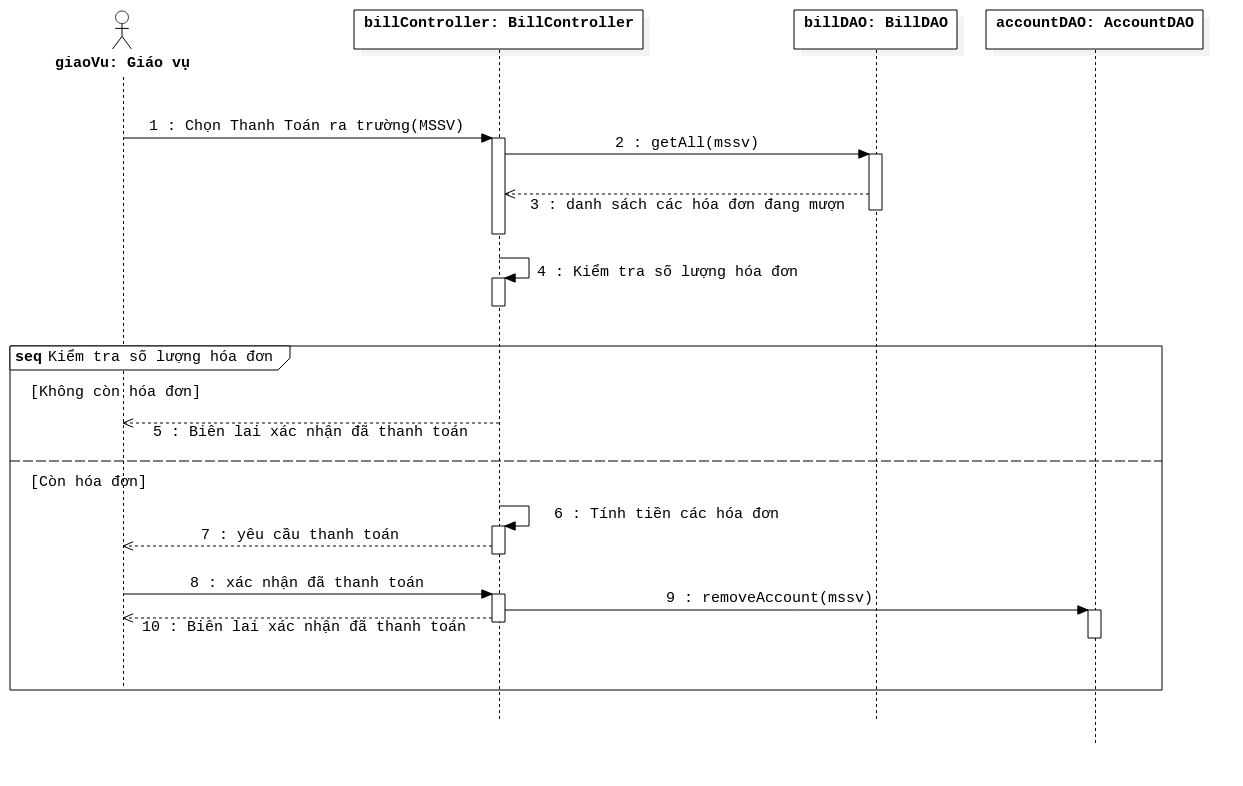 billController: BillController
billDAO: BillDAO
accountDAO: AccountDAO
giaoVu: Giáo vụ
1 : Chọn Thanh Toán ra trường(MSSV)
2 : getAll(mssv)
3 : danh sách các hóa đơn đang mượn
4 : Kiểm tra số lượng hóa đơn
seq Kiểm tra số lượng hóa đơn
[Không còn hóa đơn]
5 : Biên lai xác nhận đã thanh toán
[Còn hóa đơn]
6 : Tính tiền các hóa đơn
7 : yêu cầu thanh toán
8 : xác nhận đã thanh toán
9 : removeAccount(mssv)
10 : Biên lai xác nhận đã thanh toán